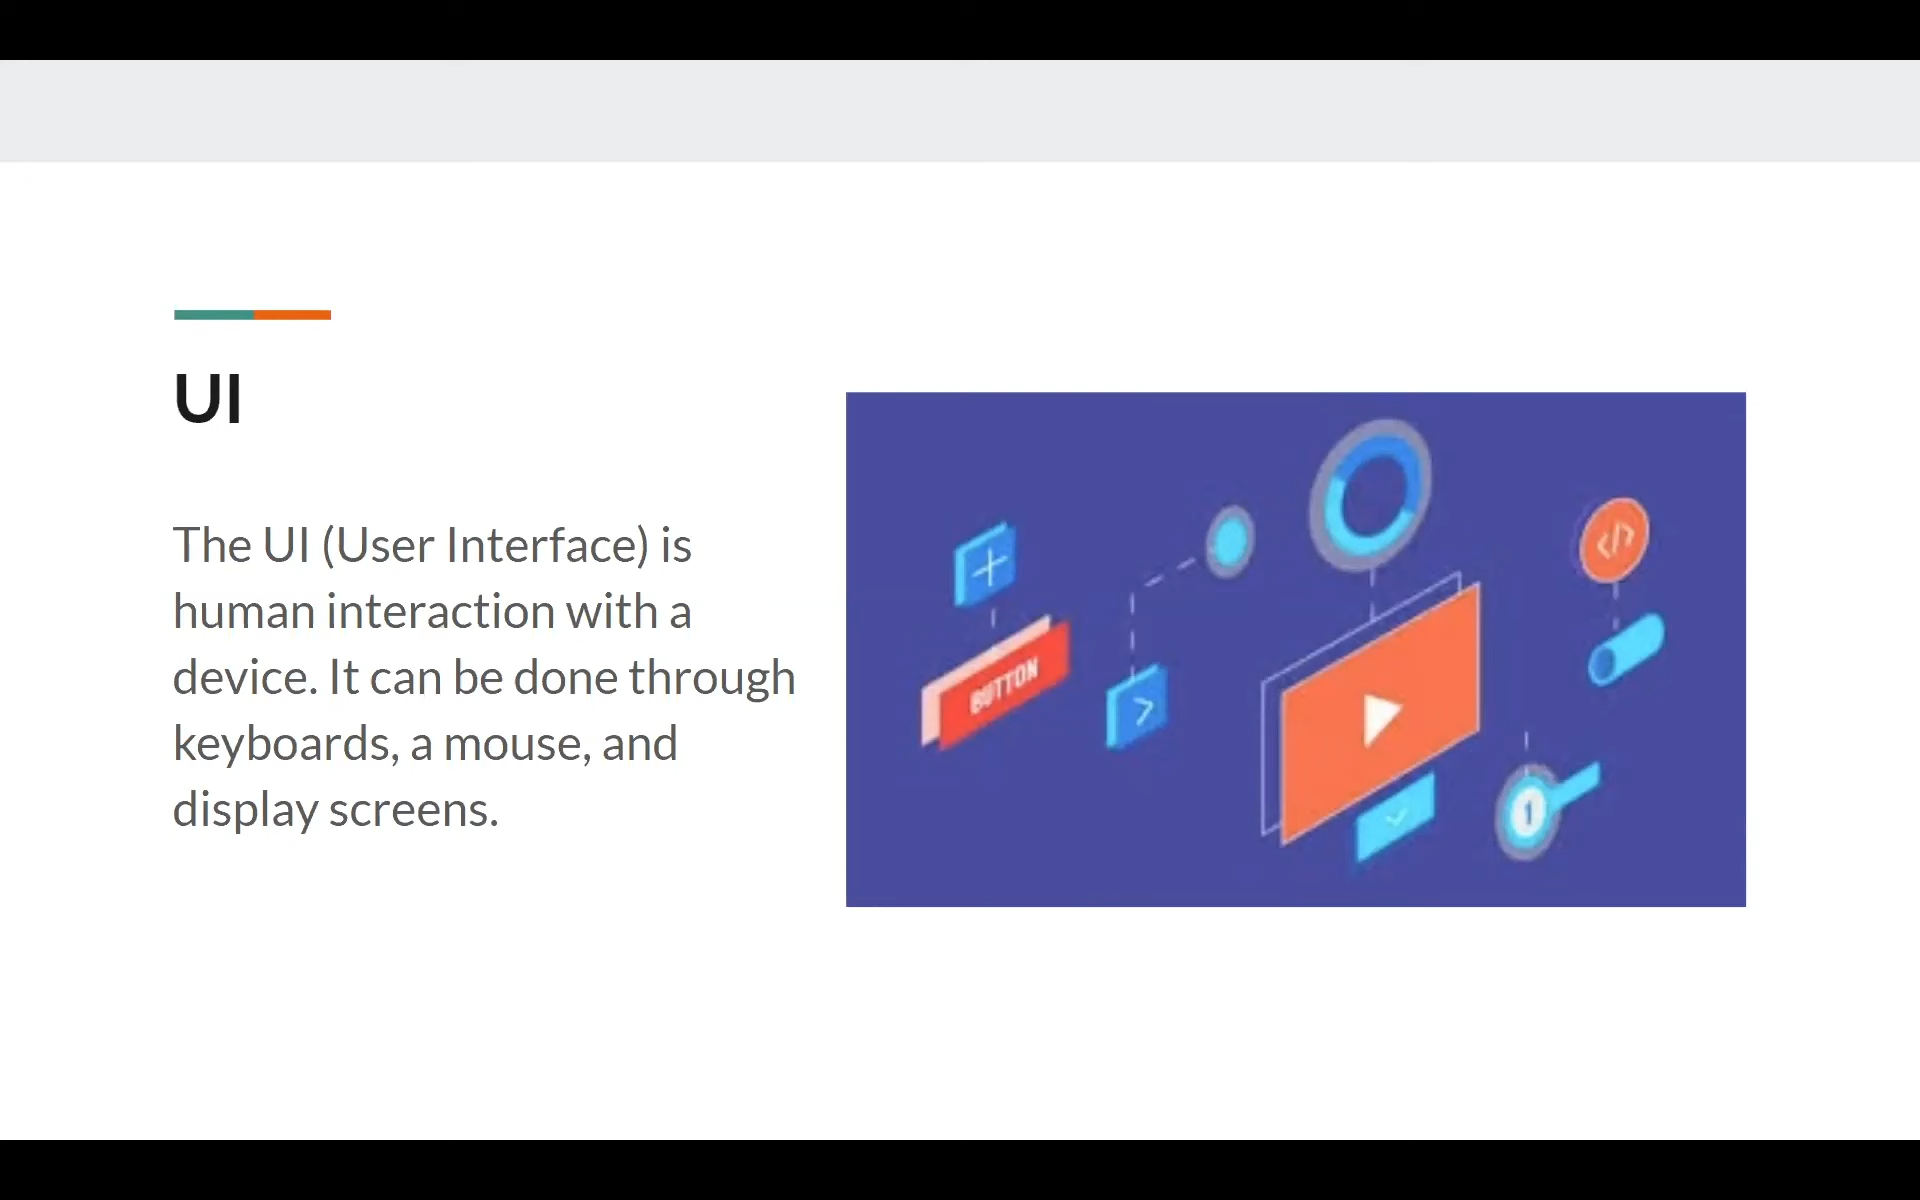 UI
The UI (User Interface) is
human interaction with a
device. It can be done through
keyboards, a mouse, and
display screens.
BUTTON
</>
1